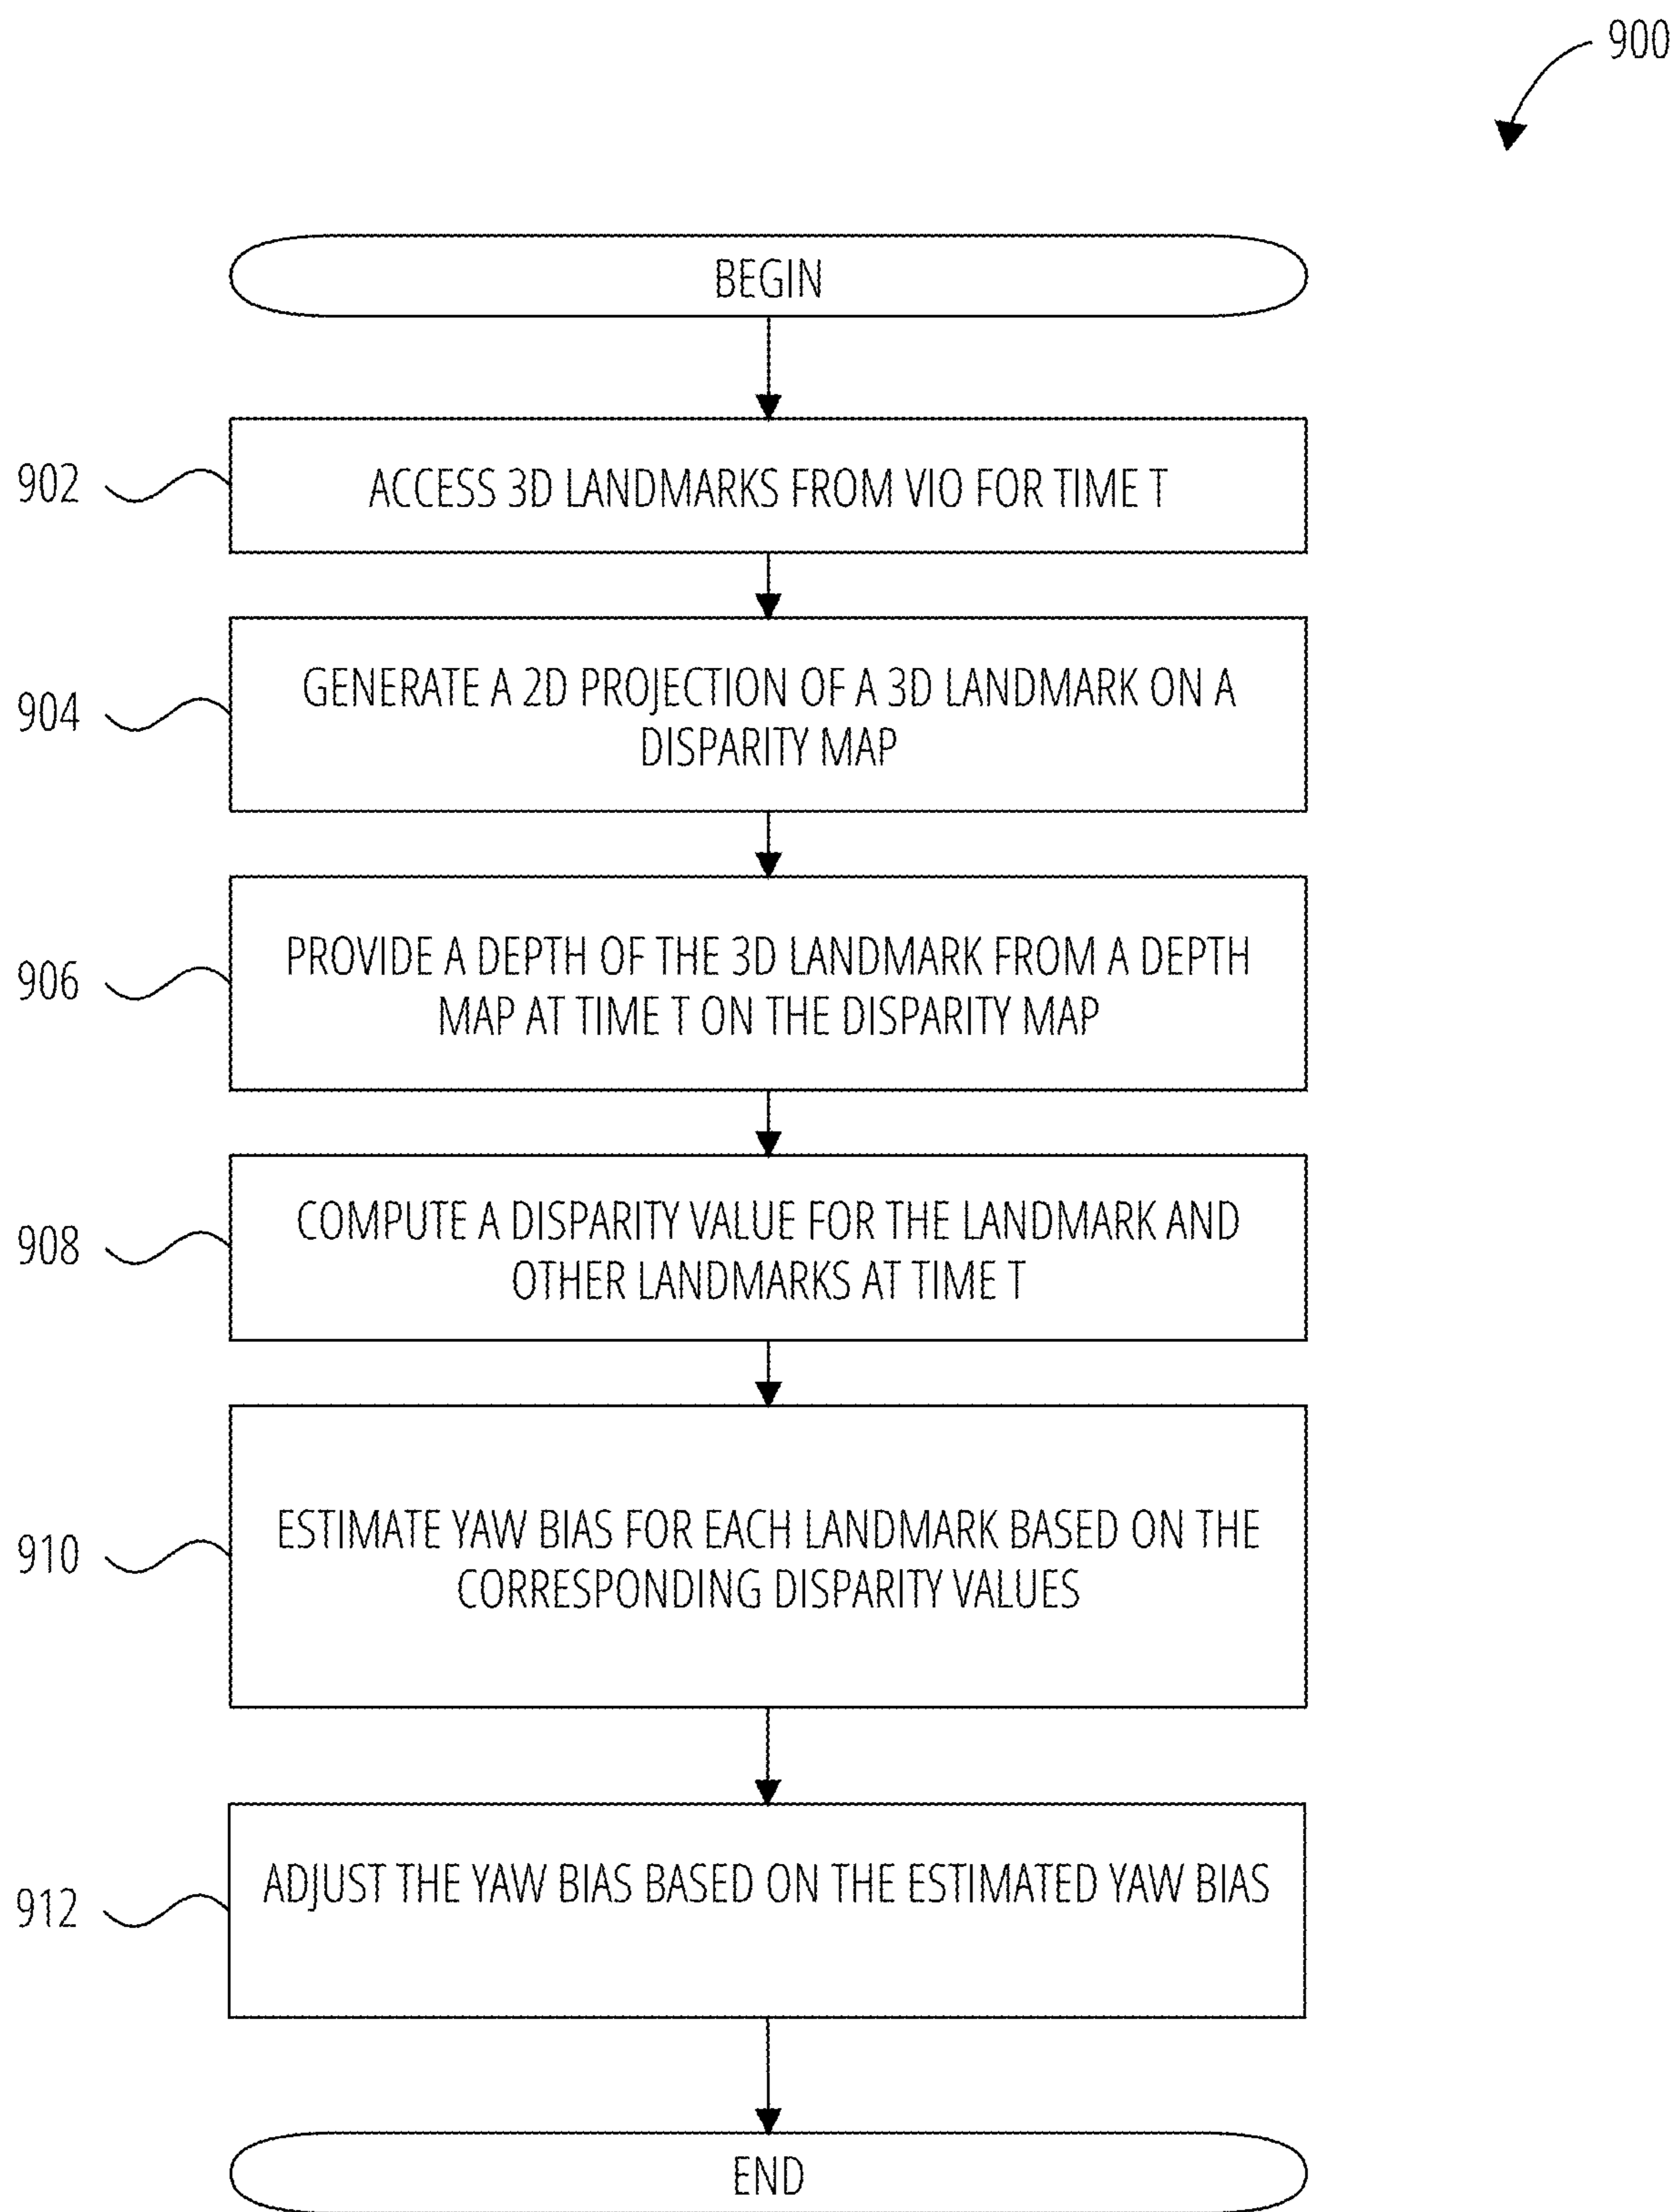 900
BEGIN
902
ACCESS 3D LANDMARKS FROM VIO FOR TIME T
904
GENERATE A 2D PROJECTION OF A 3D LANDMARK ON A
DISPARITY MAP
906
PROVIDE A DEPTH OF THE 3D LANDMARK FROM A DEPTH
MAP AT TIME T ON THE DISPARITY MAP
908
COMPUTE A DISPARITY VALUE FOR THE LANDMARK AND
OTHER LANDMARKS AT TIME T
910
ESTIMATE YAW BIAS FOR EACH LANDMARK BASED ON THE
CORRESPONDING DISPARITY VALUES
912
ADJUST THE YAW BIAS BASED ON THE ESTIMATED YAW BIAS
END